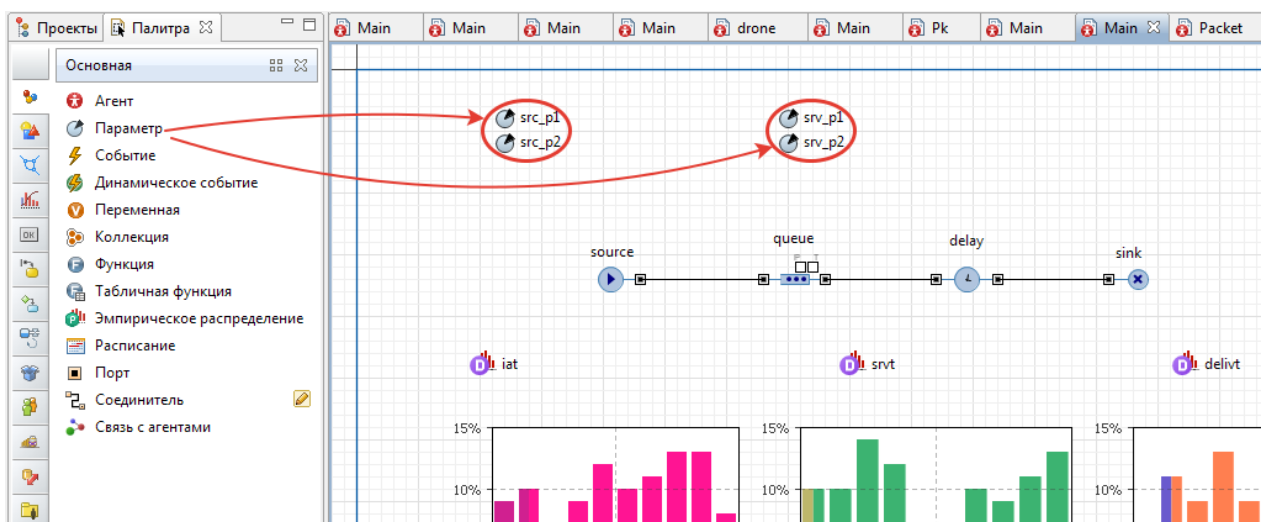 Проекты Палитра Main Main Main Main drone Main Pk Main Main Packet
Основная
Агент
Параметр
Событие
Динамическое событие
Переменная
Коллекция
Функция
Табличная функция
Эмпирическое распределение
Расписание
Порт
Соединитель
Связь с агентами
OK
src_p1 srv_p1
src_p2 srv_p2
source queue delay sink
iat srvt delivt
15% 15% 15%
10% 10% 10%